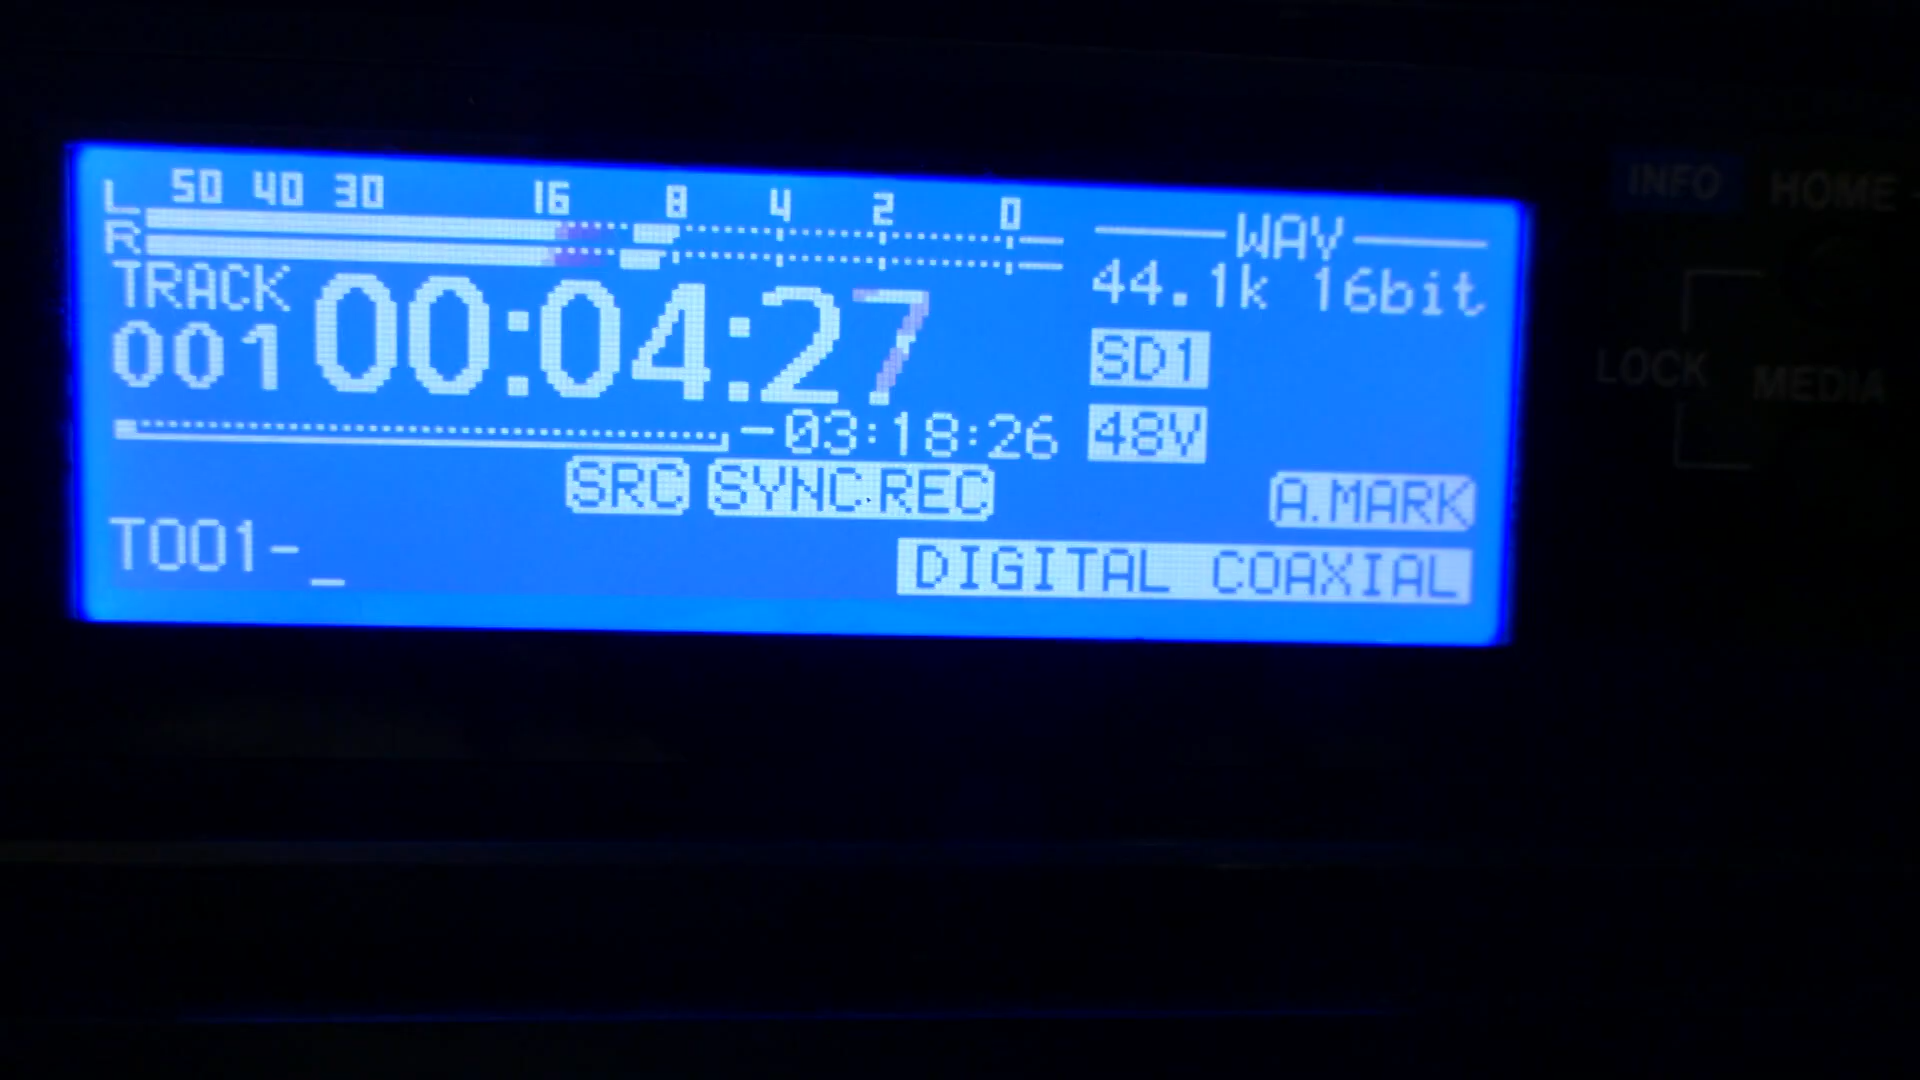 50 40 30 16 8 4 2 0
L
R
WAV
TRACK
001 00:04:27
44.1k 16bit
SD1
-03:18:26
48V
SRC SYNC REC
A.MARK
T001-_
DIGITAL COAXIAL
INFO HOME
LOCK MEDIA